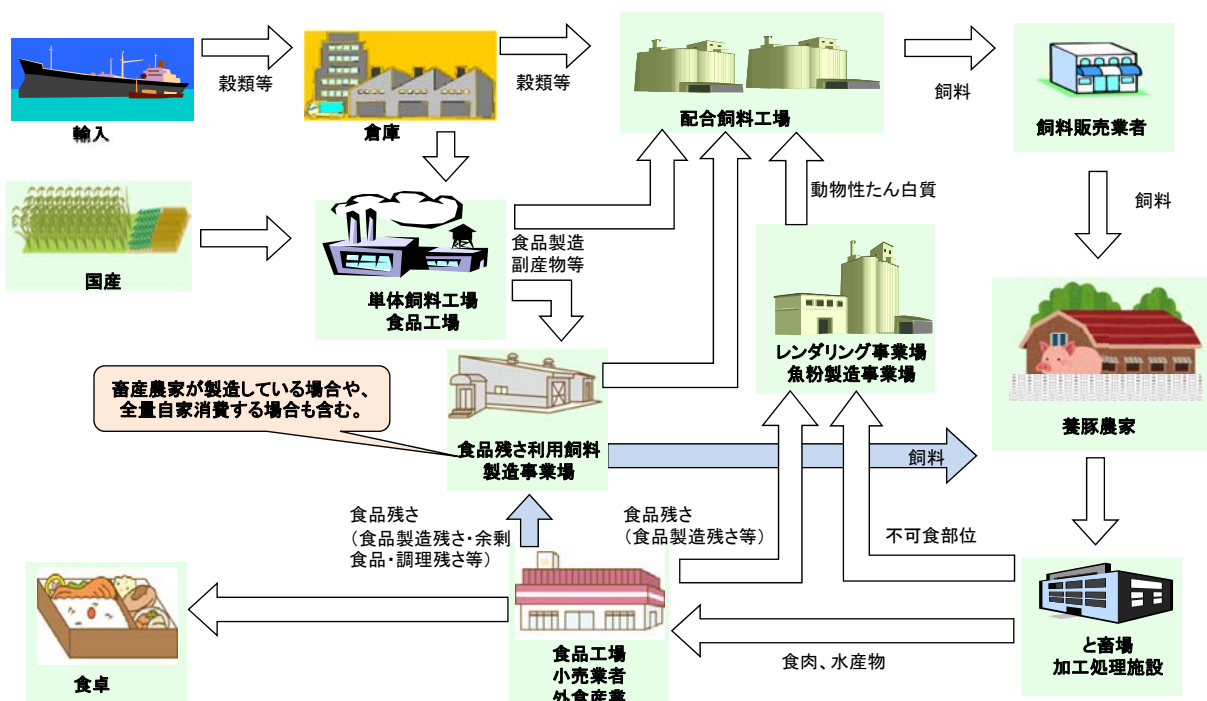 穀類等
穀類等
飼料
輸入
倉庫
配合飼料工場
飼料販売業者
動物性たん白質
飼料
食品製造
副産物等
国産
単体飼料工場
食品工場
レンダリング事業場
魚粉製造事業場
畜産農家が製造している場合や、
全量自家消費する場合も含む。
養豚農家
食品残さ利用飼料
製造事業場
飼料
食品残さ
（食品製造残さ・余剰
食品・調理残さ等）
食品残さ
（食品製造残さ等）
不可食部位
と畜場
加工処理施設
食肉、水産物
食卓
食品工場
小売業者
外食産業